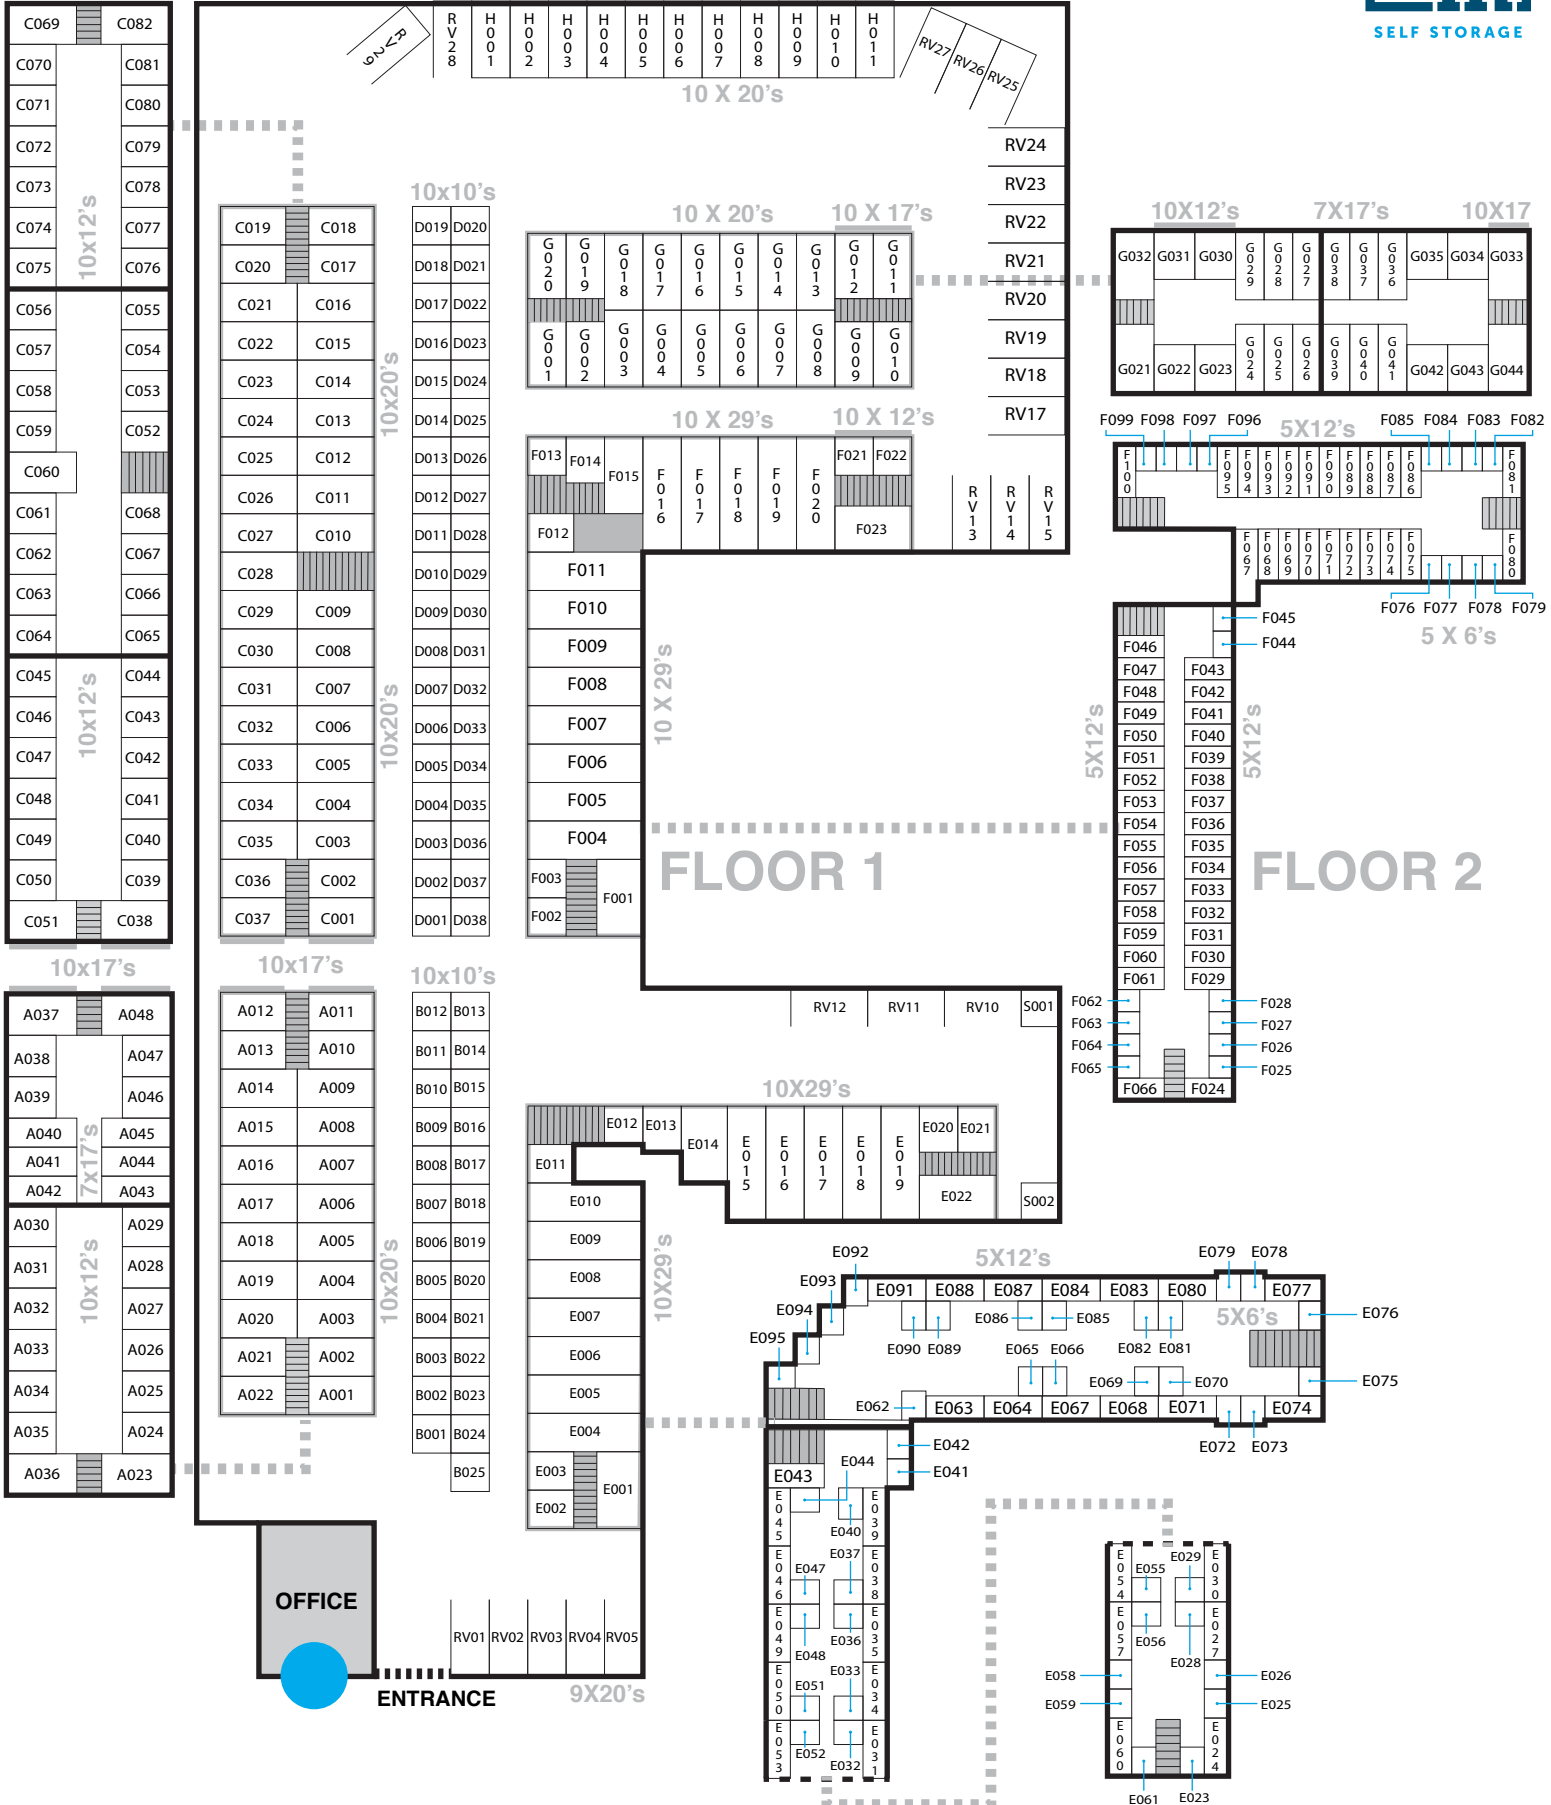 SELF STORAGE
C069 C082
C070 C081
C071 C080
C072 C079
C073 C078
C074 C077
C075 C076
10x12's
C056 C055
C057 C054
C058 C053
C059 C052
C060
C061 C068
C062 C067
C063 C066
C064 C065
C045 C044
C046 C043
C047 C042
C048 C041
C049 C040
C050 C039
C051 C038
10x12's
10x17's
A037 A048
A038 A047
A039 A046
A040 A045
A041 A044
A042 A043
7x17's
A030 A029
A031 A028
A032 A027
A033 A026
A034 A025
A035 A024
A036 A023
10x12's
RV29
RV28
H001 H002 H003 H004 H005 H006 H007 H008 H009 H010 H011
10 X 20's
RV27
RV26
RV25
RV24
RV23
RV22
RV21
RV20
RV19
RV18
RV17
RV13 RV14 RV15
C019 C018
C020 C017
C021 C016
C022 C015
C023 C014
C024 C013
C025 C012
C026 C011
C027 C010
C028
C029 C009
C030 C008
C031 C007
C032 C006
C033 C005
C034 C004
C035 C003
C036 C002
C037 C001
10x20's
10x20's
10x17's
10x10's
D019 D020
D018 D021
D017 D022
D016 D023
D015 D024
D014 D025
D013 D026
D012 D027
D011 D028
D010 D029
D009 D030
D008 D031
D007 D032
D006 D033
D005 D034
D004 D035
D003 D036
D002 D037
D001 D038
10x10's
10 X 20's 10 X 17's
G020 G019 G018 G017 G016 G015 G014 G013 G012 G011
G001 G002 G003 G004 G005 G006 G007 G008 G009 G010
10 X 29's 10 X 12's
F013 F014 F015 F016 F017 F018 F019 F020 F021 F022
F012 F023
F011
F010
F009
F008
F007
F006
F005
F004
F003
F002 F001
10 X 29's
FLOOR 1
A012 A011
A013 A010
A014 A009
A015 A008
A016 A007
A017 A006
A018 A005
A019 A004
A020 A003
A021 A002
A022 A001
10x20's
B012 B013
B011 B014
B010 B015
B009 B016
B008 B017
B007 B018
B006 B019
B005 B020
B004 B021
B003 B022
B002 B023
B001 B024
B025
RV12 RV11 RV10 S001
10X29's
E012 E013 E014 E015 E016 E017 E018 E019 E020 E021
E011 E022 S002
E010
E009
E008
E007
E006
E005
E004
E003
E002 E001
10X29's
OFFICE
ENTRANCE
RV01 RV02 RV03 RV04 RV05
9X20's
10X12's 7X17's 10X17
G032 G031 G030 G029 G028 G027 G038 G037 G036 G035 G034 G033
G021 G022 G023 G024 G025 G026 G039 G040 G041 G042 G043 G044
F099 F098 F097 F096 5X12's F085 F084 F083 F082
F100 F095 F094 F093 F092 F091 F090 F089 F088 F087 F086 F081
F067 F068 F069 F070 F071 F072 F073 F074 F075 F080
F076 F077 F078 F079
5 X 6's
F045
F044
F046
F047 F043
F048 F042
F049 F041
F050 F040
F051 F039
F052 F038
F053 F037
F054 F036
F055 F035
F056 F034
F057 F033
F058 F032
F059 F031
F060 F030
F061 F029
F062 F028
F063 F027
F064 F026
F065 F025
F066 F024
5X12's
5X12's
FLOOR 2
E092 5X12's E079 E078
E093 E091 E088 E087 E084 E083 E080 E077
E094 E086 E085 5X6's E076
E095 E090 E089 E065 E066 E082 E081
E069 E070 E075
E062 E063 E064 E067 E068 E071 E074
E072 E073
E042
E044 E041
E043
E045 E040 E039
E046 E047 E037 E038
E049 E048 E036 E035
E050 E051 E033 E034
E053 E052 E032 E031
E054 E055 E029 E030
E057 E056 E028 E027
E058 E026
E059 E025
E060 E024
E061 E023